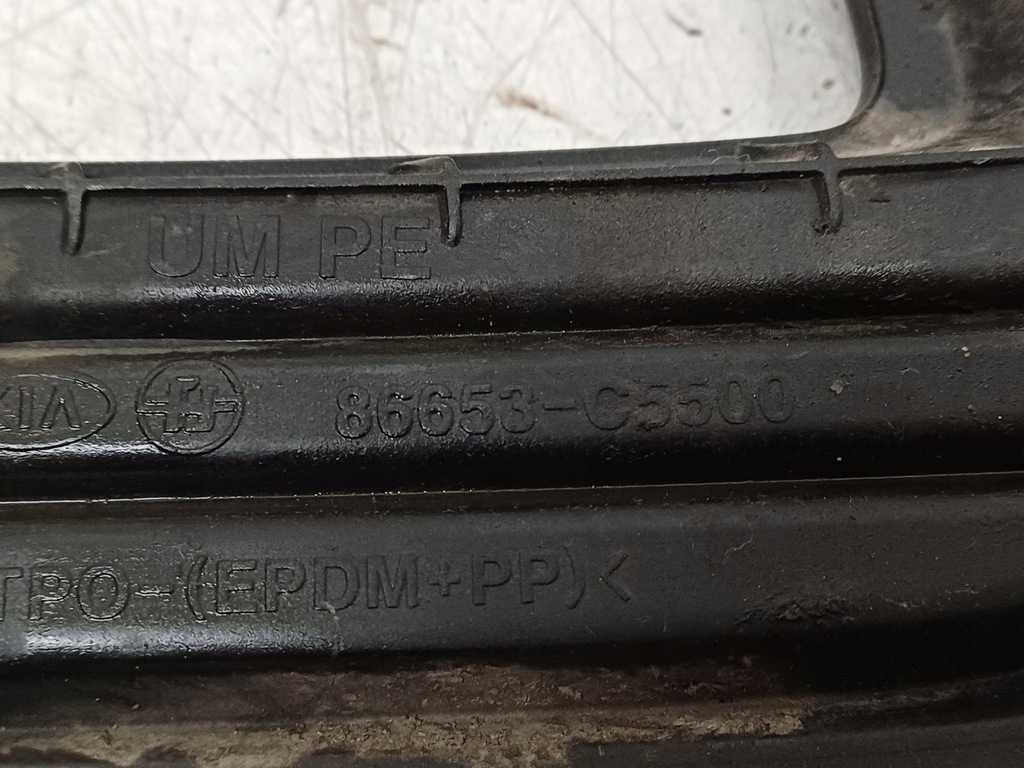 UM PE
KIA 86653-C5500
TPO-(EPDM+PP)<